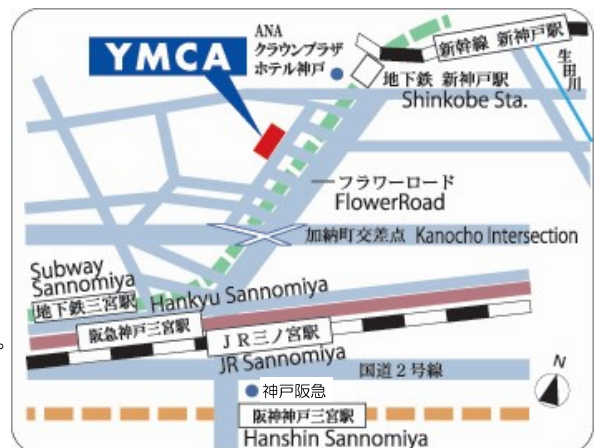 ANA
クラウンプラザ
ホテル神戸
YMCA
新幹線 新神戸駅
地下鉄 新神戸駅
Shinkobe Sta.
生田川
フラワーロード
FlowerRoad
加納町交差点 Kanocho Intersection
Subway
Sannomiya
地下鉄三宮駅
Hankyu Sannomiya
阪急神戸三宮駅
JR三ノ宮駅
JR Sannomiya
国道2号線
神戸阪急
阪神神戸三宮駅
Hanshin Sannomiya
N
。